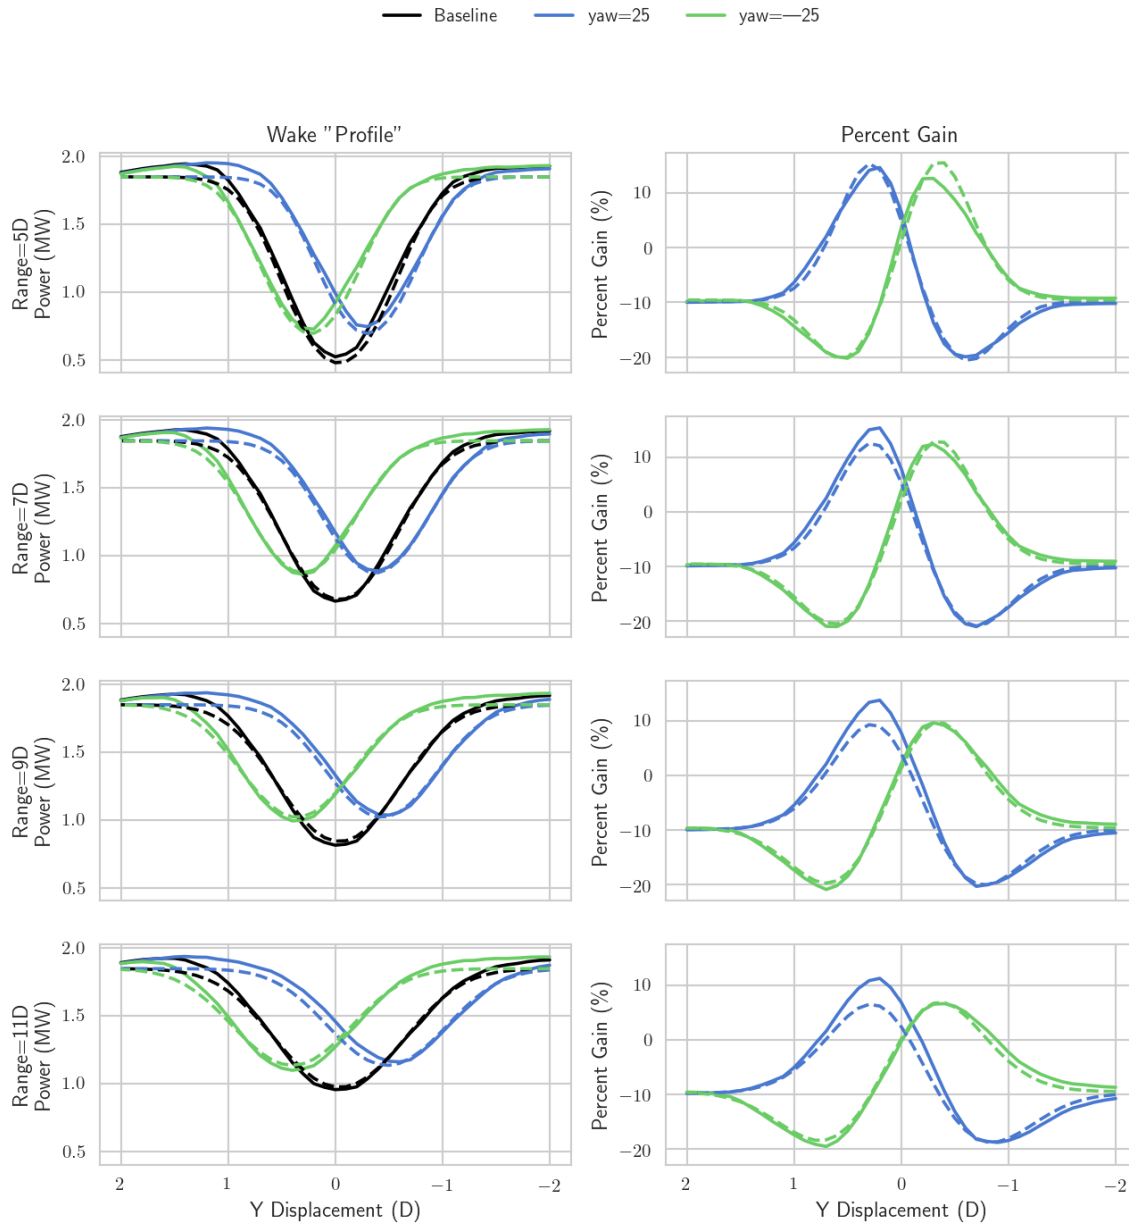 Baseline yaw=25 yaw=—25
Wake "Profile" Percent Gain
Range=5D
Power (MW)
2.0
1.5
1.0
0.5
Percent Gain (%)
10
0
−10
−20
Range=7D
Power (MW)
2.0
1.5
1.0
0.5
Percent Gain (%)
10
0
−10
−20
Range=9D
Power (MW)
2.0
1.5
1.0
0.5
Percent Gain (%)
10
0
−10
−20
Range=11D
Power (MW)
2.0
1.5
1.0
0.5
Percent Gain (%)
10
0
−10
−20
2 1 0 −1 −2
Y Displacement (D)
2 1 0 −1 −2
Y Displacement (D)